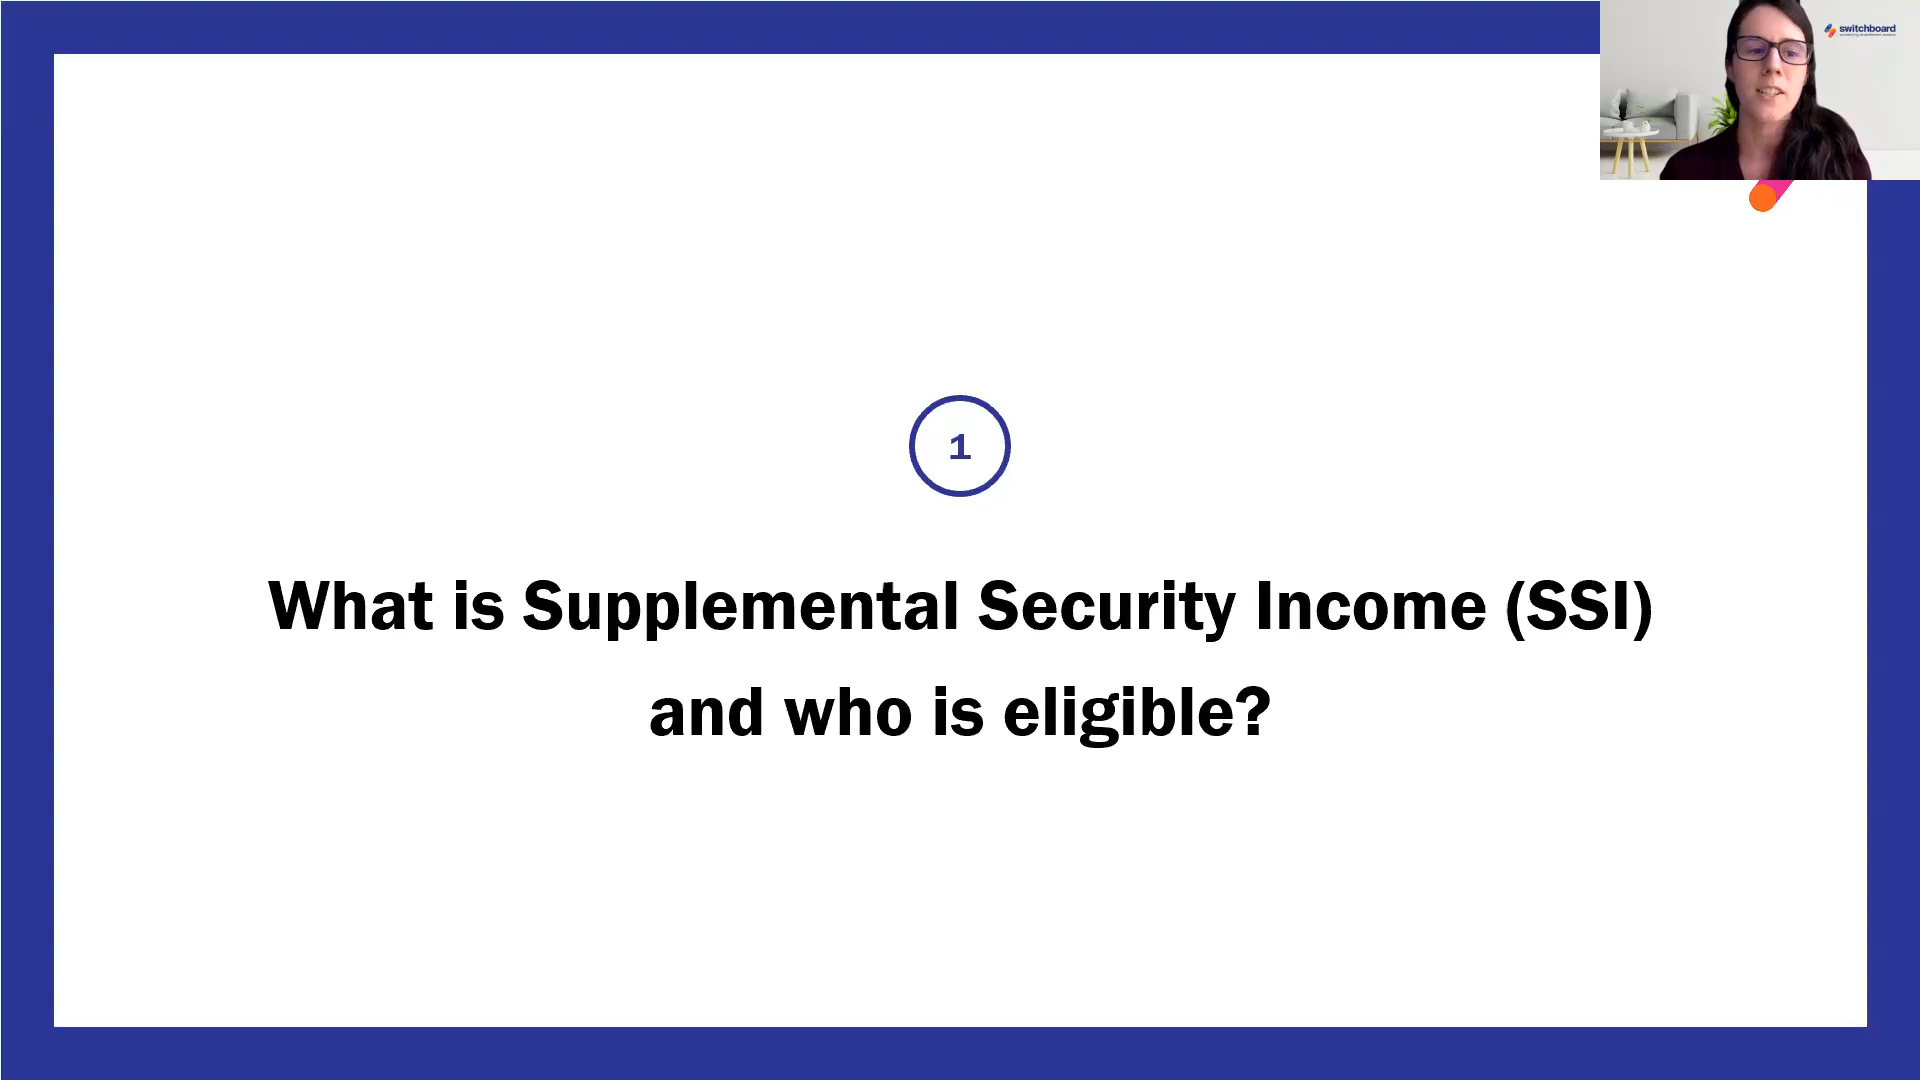 switchboard
1
What is Supplemental Security Income (SSI)
and who is eligible?